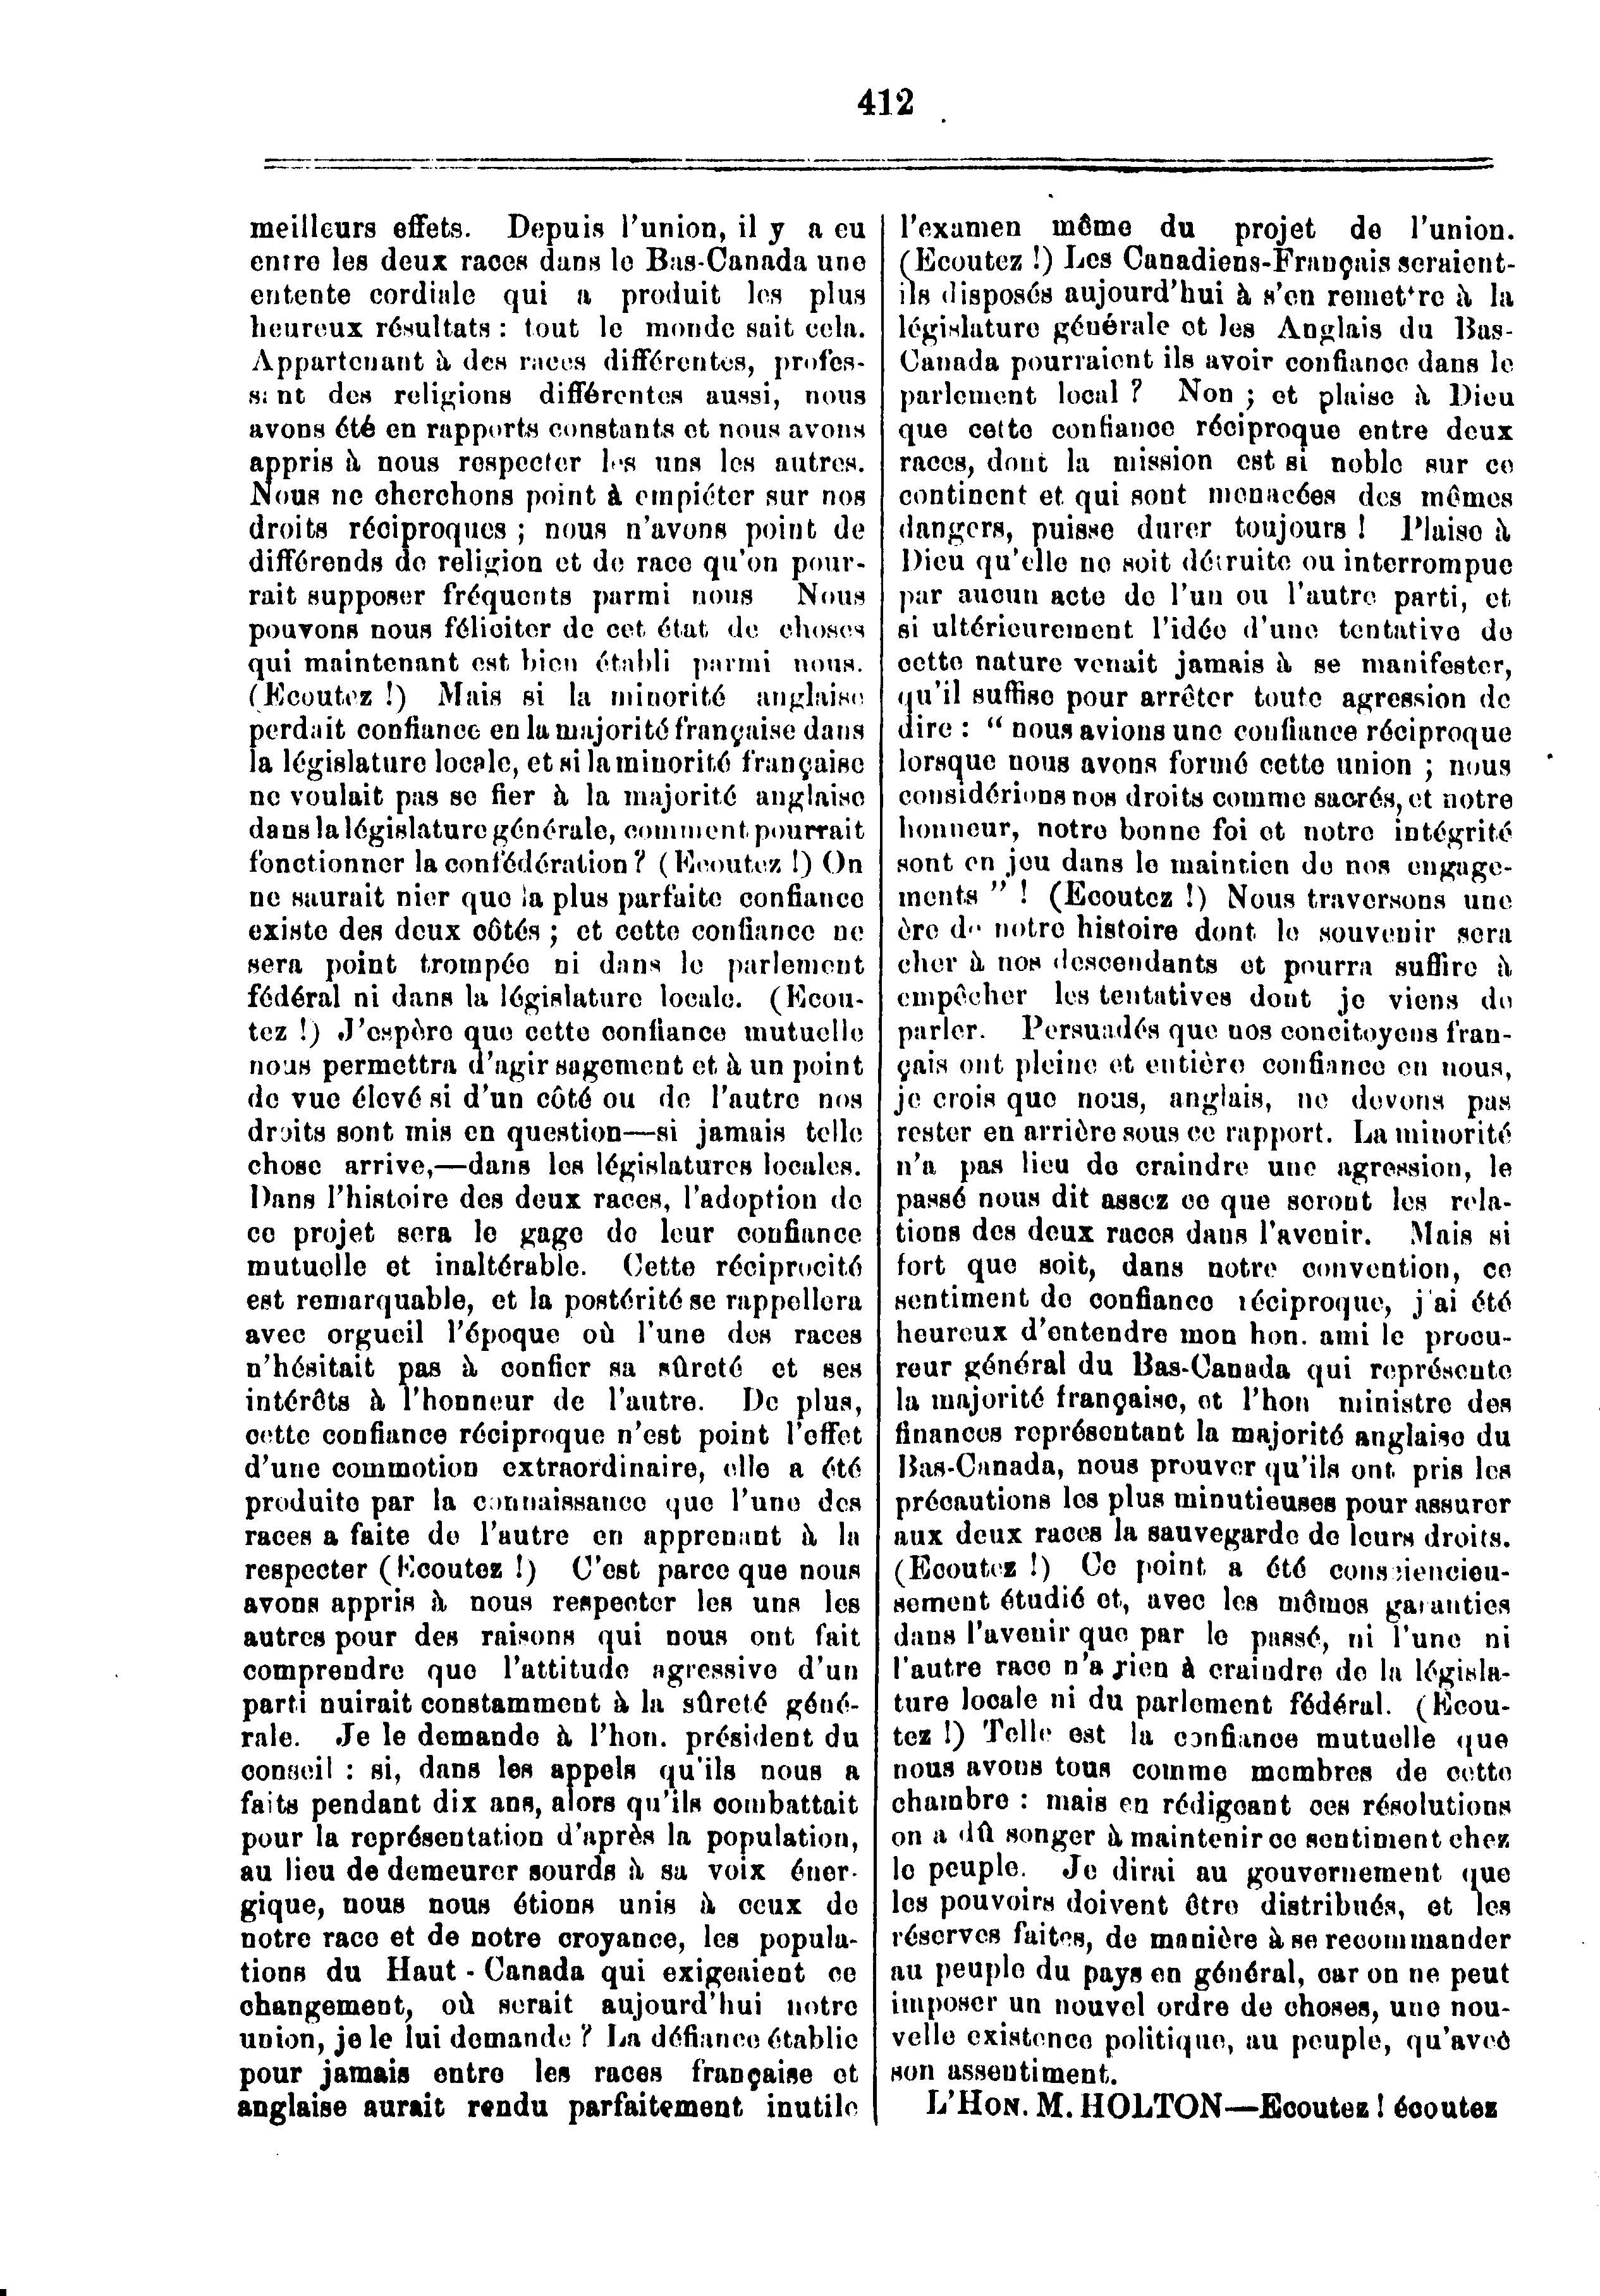 412
meilleurs effets. Depuis l'union, il y a eu
entre les deux races dans le Bas-Canada une
entente cordiale qui a produit les plus
heureux résultats : tout le monde sait cela.
Appartenant à des races différentes, profes-
sant des religions différentes aussi, nous
avons été en rapports constants et nous avons
appris à nous respecter les uns les autres.
Nous ne cherchons point à empiéter sur nos
droits réciproques ; nous n'avons point de
différends de religion et de race qu'on pour-
rait supposer fréquents parmi nous Nous
pouvons nous féliciter de cet état de choses
qui maintenant est bien établi parmi nous.
(Ecoutez !) Mais si la minorité anglaise
perdait confiance en la majorité française dans
la législature locale, et si la minorité française
ne voulait pas se fier à la majorité anglaise
dans la législature générale, comment pourrait
fonctionner la confédération ? (Ecoutez !) On
ne saurait nier que la plus parfaite confiance
existe des deux côtés ; et cette confiance ne
sera point trompée ni dans le parlement
fédéral ni dans la législature locale. (Ecou-
tez !) J'espère que cette confiance mutuelle
nous permettra d'agir sagement et à un point
de vue élevé si d'un côté ou de l'autre nos
droits sont mis en question—si jamais telle
chose arrive,—dans les législatures locales.
Dans l'histoire des deux races, l'adoption de
ce projet sera le gage de leur confiance
mutuelle et inaltérable. Cette réciprocité
est remarquable, et la postérité se rappellera
avec orgueil l'époque où l'une des races
n'hésitait pas à confier sa sûreté et ses
intérêts à l'honneur de l'autre. De plus,
cette confiance réciproque n'est point l'effet
d'une commotion extraordinaire, elle a été
produite par la connaissance que l'une des
races a faite de l'autre en apprenant à la
respecter (Ecoutez !) C'est parce que nous
avons appris à nous respecter les uns les
autres pour des raisons qui nous ont fait
comprendre que l'attitude agressive d'un
parti nuirait constamment à la sûreté géné-
rale. Je le demande à l'hon. président du
conseil : si, dans les appels qu'ils nous a
faits pendant dix ans, alors qu'ils combattait
pour la représentation d'après la population,
au lieu de demeurer sourds à sa voix éner-
gique, nous nous étions unis à ceux de
notre race et de notre croyance, les popula-
tions du Haut-Canada qui exigeaient ce
changement, où serait aujourd'hui notre
union, je le lui demande ? La défiance établie
pour jamais entre les races française et
anglaise aurait rendu parfaitement inutile
l'examen même du projet de l'union.
(Ecoutez !) Les Canadiens-Français seraient-
ils disposés aujourd'hui à s'en remettre à la
législature générale et les Anglais du Bas-
Canada pourraient ils avoir confiance dans le
parlement local ? Non ; et plaise à Dieu
que cette confiance réciproque entre deux
races, dont la mission est si noble sur ce
continent et qui sont menacées des mêmes
dangers, puisse durer toujours ! Plaise à
Dieu qu'elle ne soit détruite ou interrompue
par aucun acte de l'un ou l'autre parti, et
si ultérieurement l'idée d'une tentative de
cette nature venait jamais à se manifester,
qu'il suffise pour arrêter toute agression de
dire : " nous avions une confiance réciproque
lorsque nous avons formé cette union ; nous
considérions nos droits comme sacrés, et notre
honneur, notre bonne foi et notre intégrité
sont en jeu dans le maintien de nos engage-
ments " ! (Ecoutez !) Nous traversons une
ère de notre histoire dont le souvenir sera
cher à nos descendants et pourra suffire à
empêcher les tentatives dont je viens de
parler. Persuadés que nos concitoyens fran-
çais ont pleine et entière confiance en nous,
je crois que nous, anglais, ne devons pas
rester en arrière sous ce rapport. La minorité
n'a pas lieu de craindre une agression, le
passé nous dit assez ce que seront les rela-
tions des deux races dans l'avenir. Mais si
fort que soit, dans notre convention, ce
sentiment de confiance réciproque, j'ai été
heureux d'entendre mon hon. ami le procu-
reur général du Bas-Canada qui représente
la majorité française, et l'hon ministre des
finances représentant la majorité anglaise du
Bas-Canada, nous prouver qu'ils ont pris les
précautions les plus minutieuses pour assurer
aux deux races la sauvegarde de leurs droits.
(Ecoutez !) Ce point a été consciencieu-
sement étudié et, avec les mêmes garanties
dans l'avenir que par le passé, ni l'une ni
l'autre race n'a rien à craindre de la législa-
ture locale ni du parlement fédéral. (Ecou-
tez !) Telle est la confiance mutuelle que
nous avons tous comme membres de cette
chambre : mais en rédigeant ces résolutions
on a dû songer à maintenir ce sentiment chez
le peuple. Je dirai au gouvernement que
les pouvoirs doivent être distribués, et les
réserves faites, de manière à se recommander
au peuple du pays en général, car on ne peut
imposer un nouvel ordre de choses, une nou-
velle existence politique, au peuple, qu'avec
son assentiment.
L'HON. M. HOLTON—Ecoutez ! écoutez